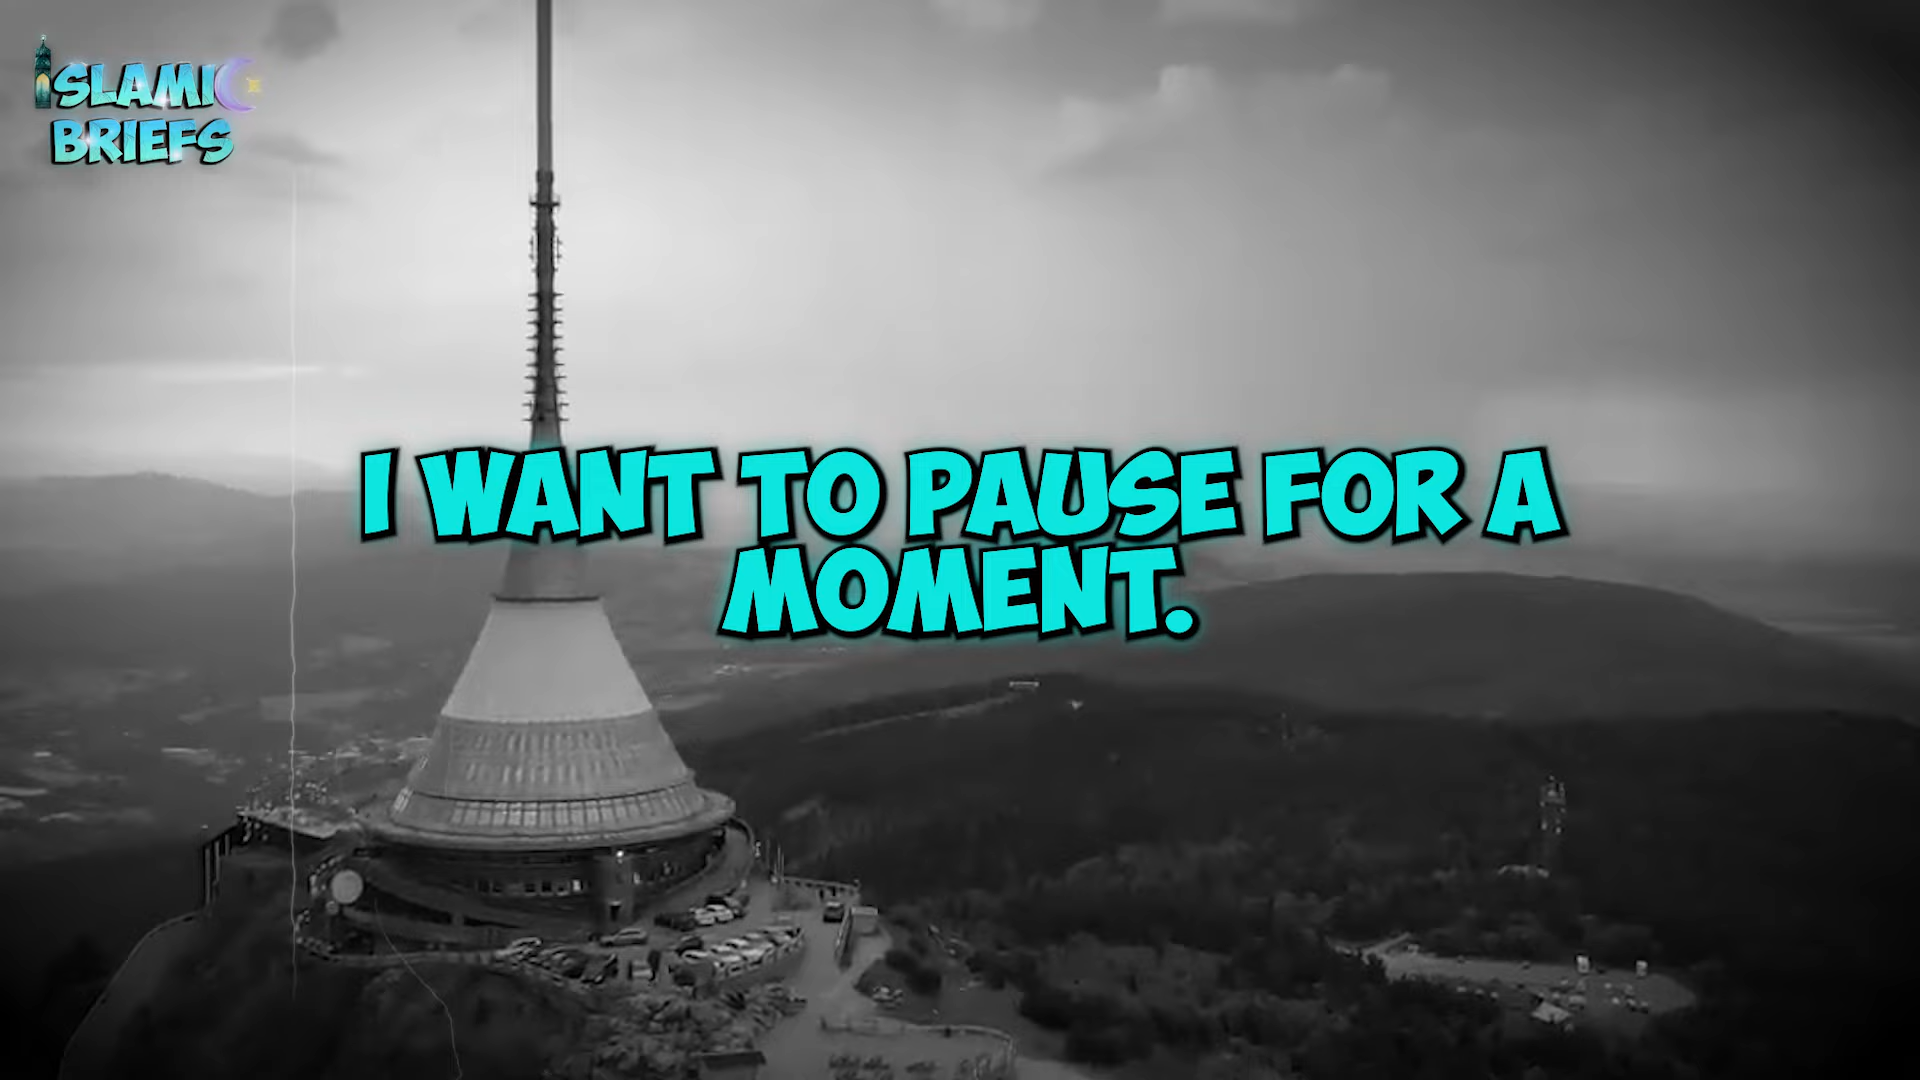 ISLAMIC
BRIEFS
I WANT TO PAUSE FOR A
MOMENT.